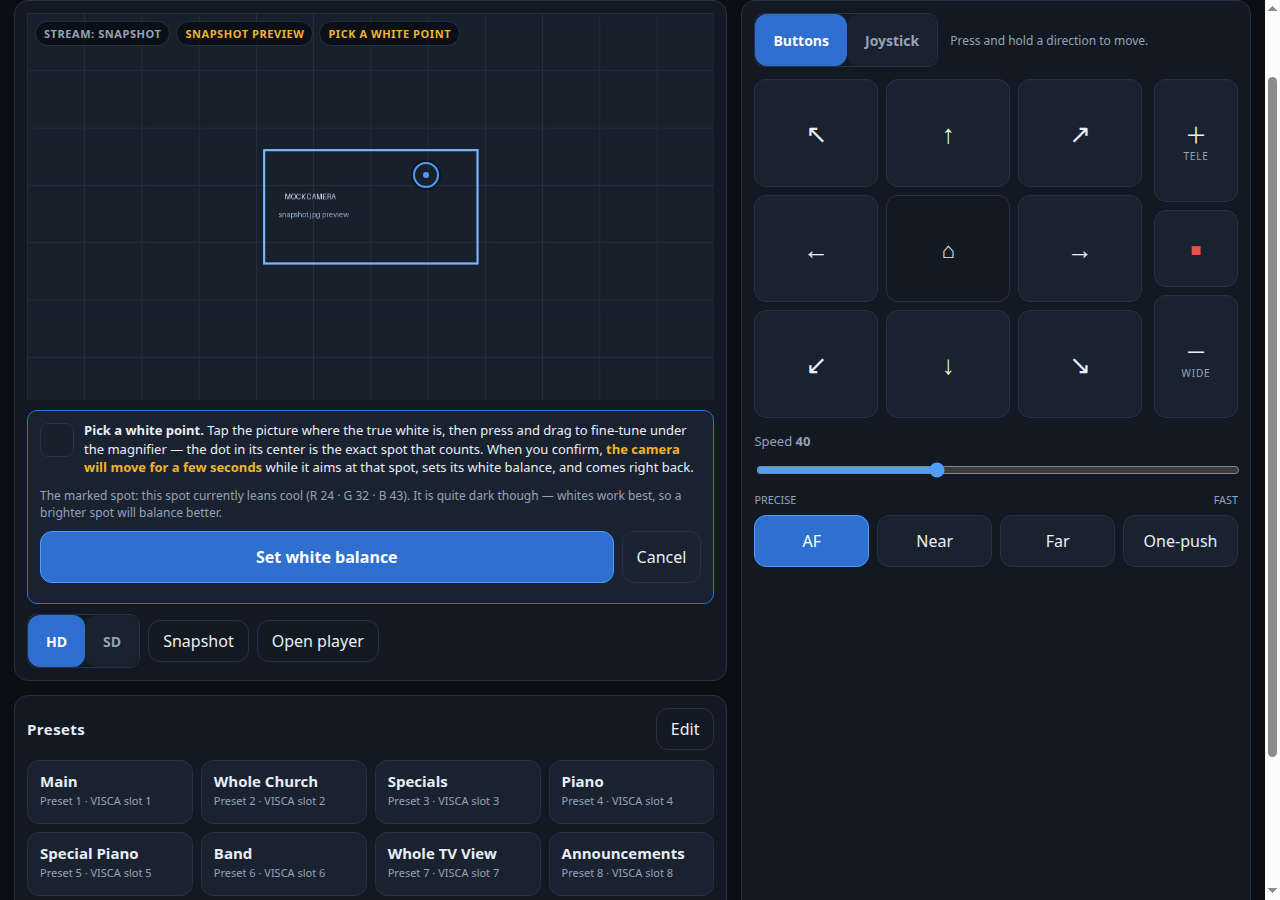 STREAM: SNAPSHOT
SNAPSHOT PREVIEW
PICK A WHITE POINT
MOCK CAMERA
snapshot.jpg preview
Pick a white point. Tap the picture where the true white is, then press and drag to fine-tune under
the magnifier — the dot in its center is the exact spot that counts. When you confirm, the camera
will move for a few seconds while it aims at that spot, sets its white balance, and comes right back.
The marked spot: this spot currently leans cool (R 24 · G 32 · B 43). It is quite dark though — whites work best, so a
brighter spot will balance better.
Set white balance
Cancel
HD
SD
Snapshot
Open player
Presets
Edit
Main
Preset 1 · VISCA slot 1
Whole Church
Preset 2 · VISCA slot 2
Specials
Preset 3 · VISCA slot 3
Piano
Preset 4 · VISCA slot 4
Special Piano
Preset 5 · VISCA slot 5
Band
Preset 6 · VISCA slot 6
Whole TV View
Preset 7 · VISCA slot 7
Announcements
Preset 8 · VISCA slot 8
Buttons
Joystick
Press and hold a direction to move.
↖
↑
↗
←
⌂
→
↙
↓
↘
+
TELE
■
−
WIDE
Speed 40
PRECISE
FAST
AF
Near
Far
One-push